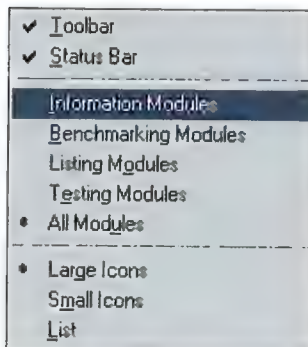 Toolbar
Status Bar
Information Modules
Benchmarking Modules
Listing Modules
Testing Modules
All Modules
Large Icons
Small Icons
List